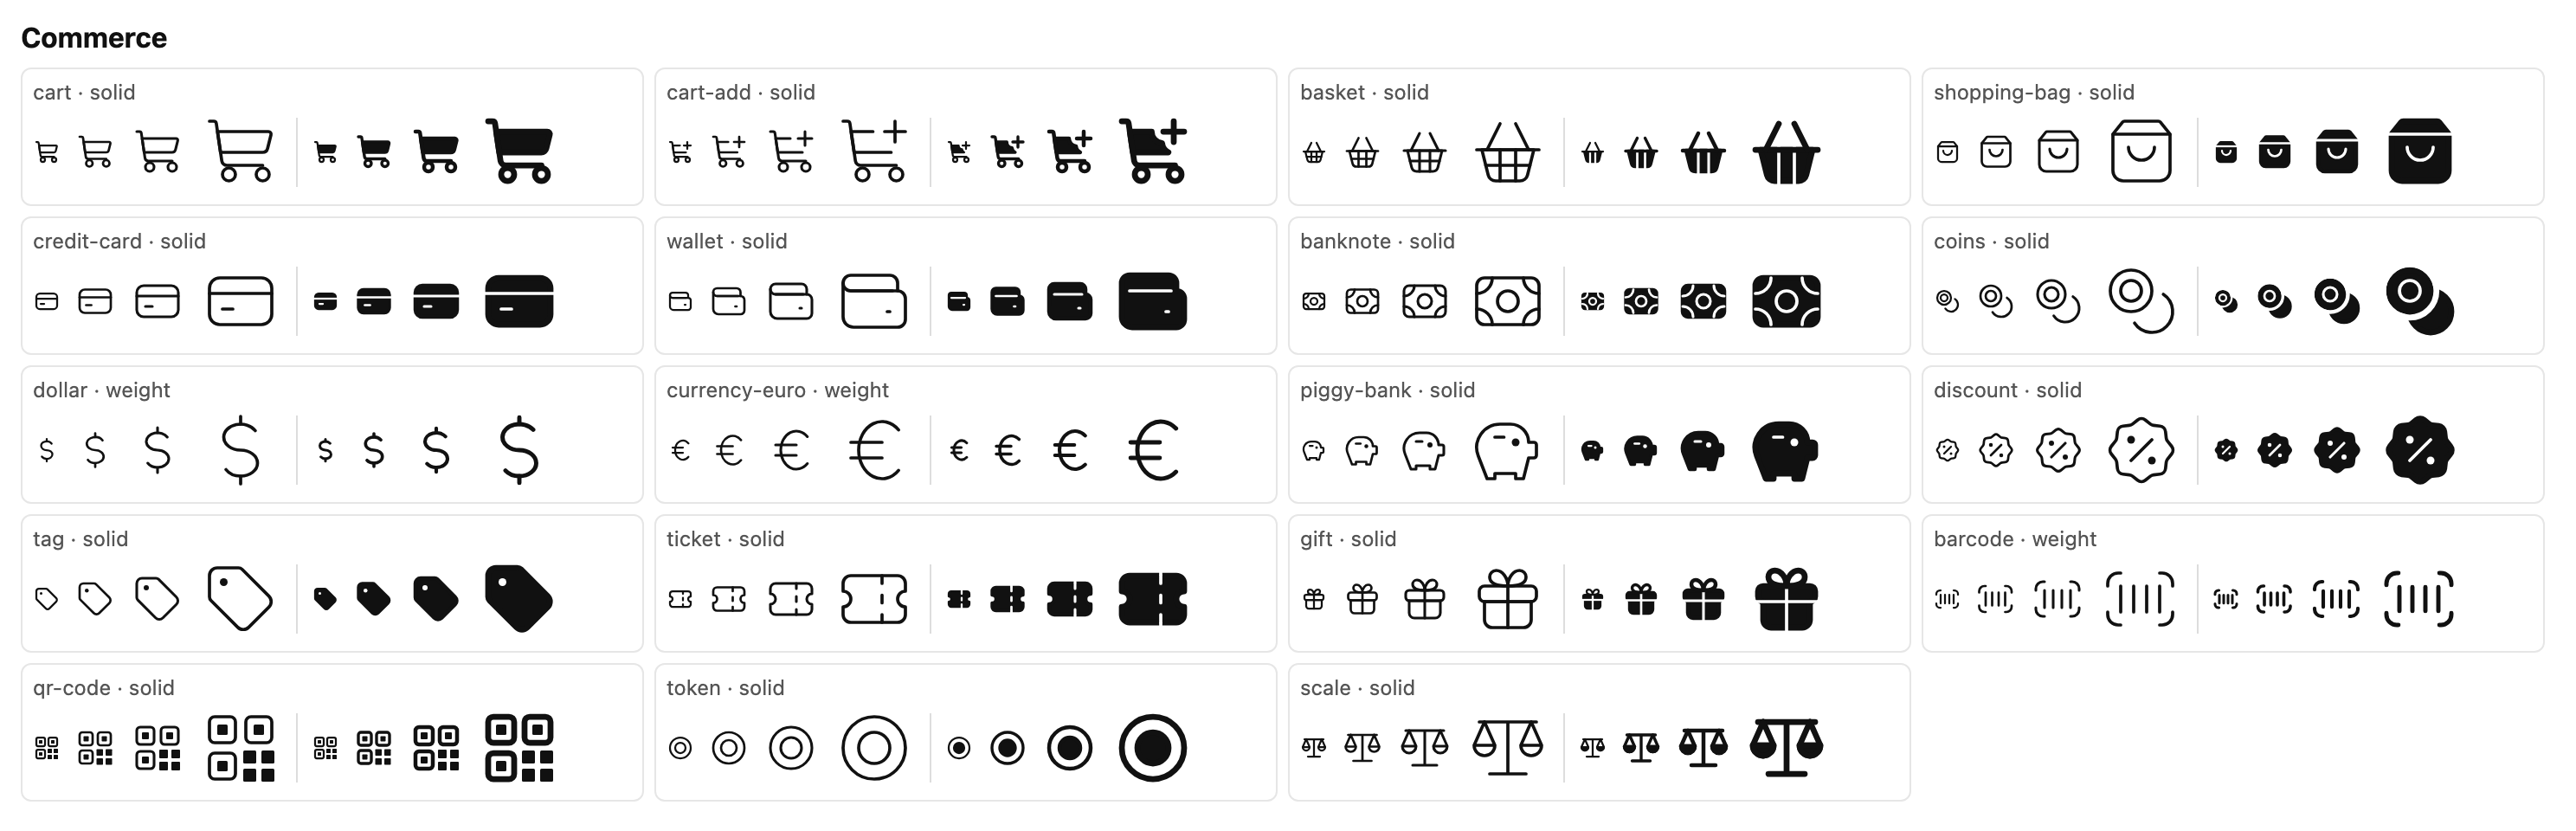 Commerce
cart · solid
cart-add · solid
basket · solid
shopping-bag · solid
credit-card · solid
wallet · solid
banknote · solid
coins · solid
dollar · weight
currency-euro · weight
piggy-bank · solid
discount · solid
tag · solid
ticket · solid
gift · solid
barcode · weight
qr-code · solid
token · solid
scale · solid